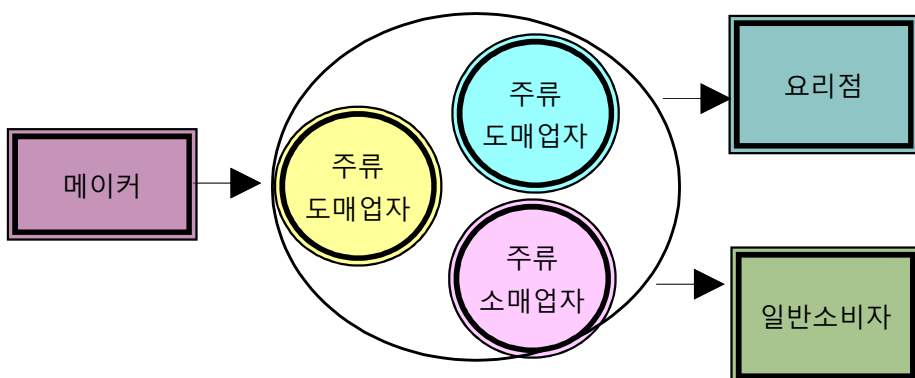 메이커
주류
도매업자
주류
도매업자
주류
소매업자
요리점
일반소비자